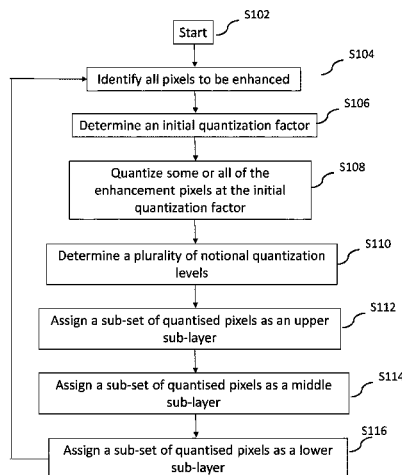 S102
Start
S104
Identify all pixels to be enhanced
S106
Determine an initial quantization factor
S108
Quantize some or all of the
enhancement pixels at the initial
quantization factor
S110
Determine a plurality of notional quantization
levels
S112
Assign a sub-set of quantised pixels as an upper
sub-layer
S114
Assign a sub-set of quantised pixels as a middle
sub-layer
S116
Assign a sub-set of quantised pixels as a lower
sub-layer